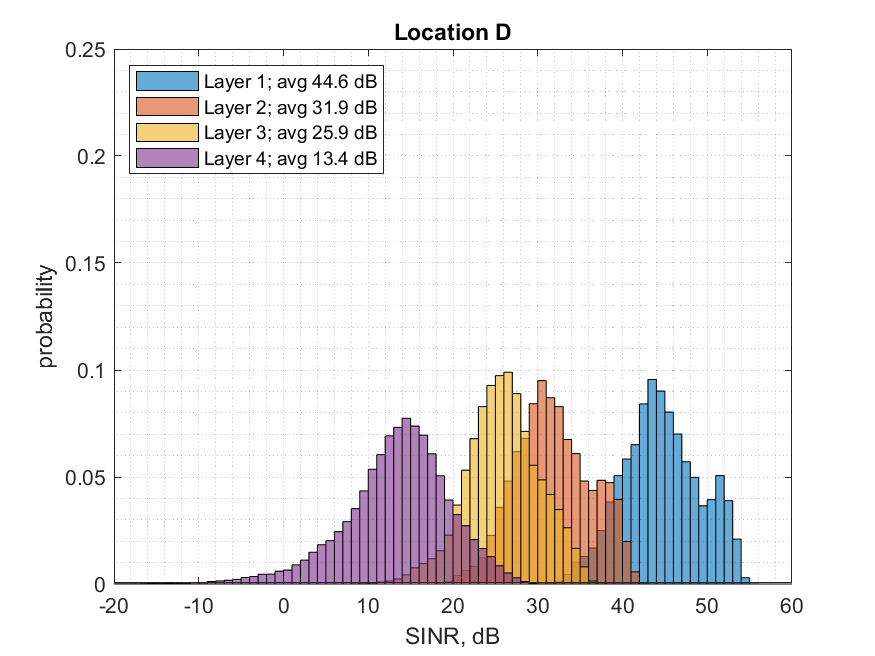 Location D
0.25
0.2
0.15
0.1
0.05
0
probability
Layer 1; avg 44.6 dB
Layer 2; avg 31.9 dB
Layer 3; avg 25.9 dB
Layer 4; avg 13.4 dB
-20 -10 0 10 20 30 40 50 60
SINR, dB